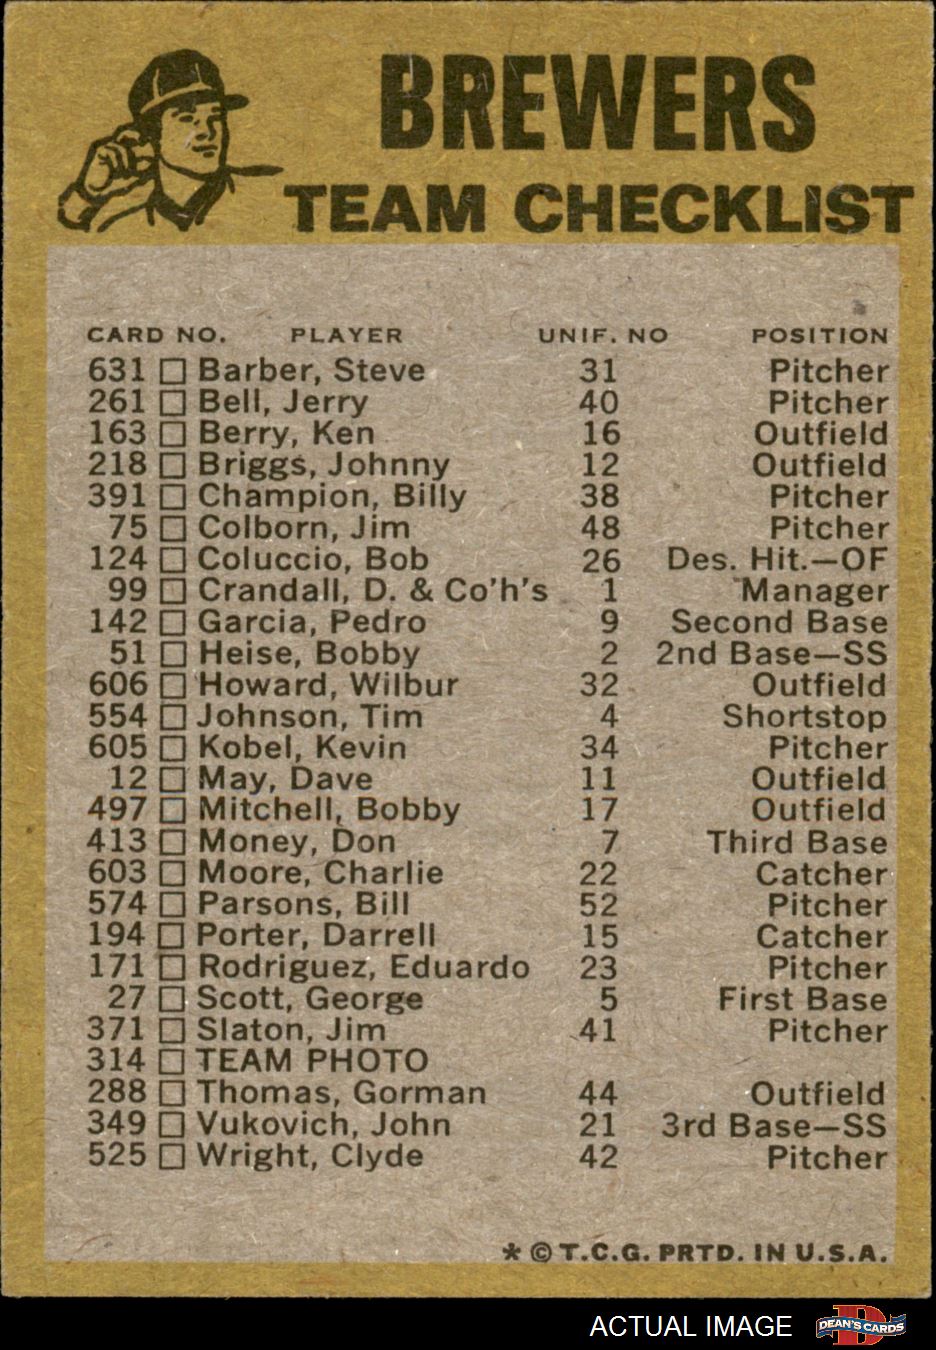 BREWERS
TEAM CHECKLIST
CARD NO. PLAYER UNIF. NO POSITION
631 Barber, Steve 31 Pitcher
261 Bell, Jerry 40 Pitcher
163 Berry, Ken 16 Outfield
218 Briggs, Johnny 12 Outfield
391 Champion, Billy 38 Pitcher
75 Colborn, Jim 48 Pitcher
124 Coluccio, Bob 26 Des. Hit.—OF
99 Crandall, D. & Co'h's 1 Manager
142 Garcia, Pedro 9 Second Base
51 Heise, Bobby 2 2nd Base—SS
606 Howard, Wilbur 32 Outfield
554 Johnson, Tim 4 Shortstop
605 Kobel, Kevin 34 Pitcher
12 May, Dave 11 Outfield
497 Mitchell, Bobby 17 Outfield
413 Money, Don 7 Third Base
603 Moore, Charlie 22 Catcher
574 Parsons, Bill 52 Pitcher
194 Porter, Darrell 15 Catcher
171 Rodriguez, Eduardo 23 Pitcher
27 Scott, George 5 First Base
371 Slaton, Jim 41 Pitcher
314 TEAM PHOTO
288 Thomas, Gorman 44 Outfield
349 Vukovich, John 21 3rd Base—SS
525 Wright, Clyde 42 Pitcher
* © T.C.G. PRTD. IN U.S.A.
ACTUAL IMAGE
D
DEAN'S CARDS